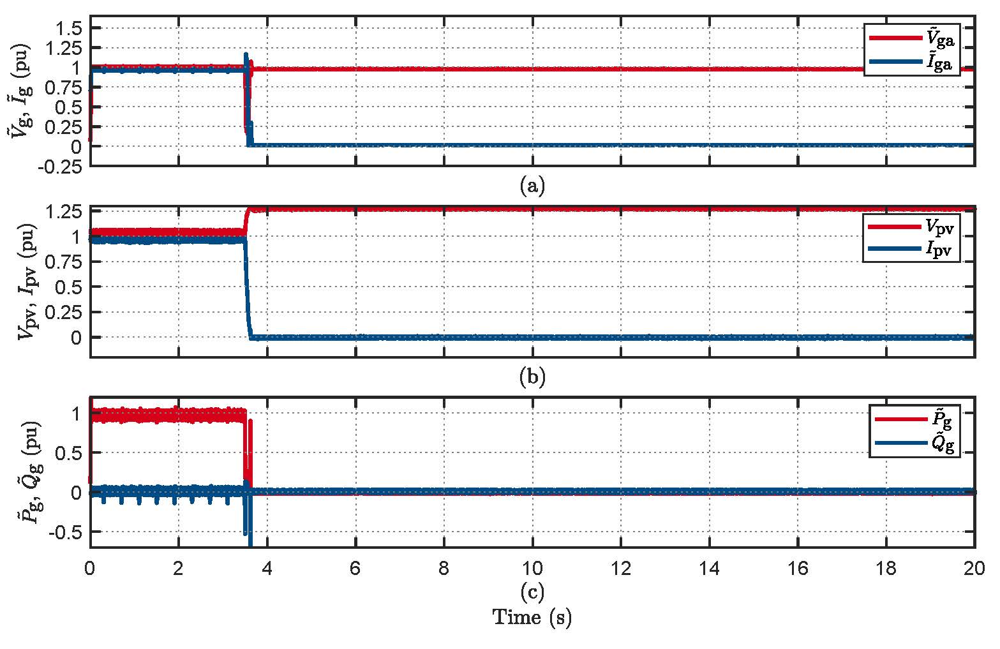 1.5
1.25
1
0.75
0.5
0.25
0
-0.25
Ṽga
Ĩga
Ṽg, Ĩg (pu)
(a)
1.25
1
0.75
0.5
0.25
0
Vpv
Ipv
Vpv, Ipv (pu)
(b)
1
0.5
0
-0.5
P̃g
Q̃g
P̃g, Q̃g (pu)
0 2 4 6 8 10 12 14 16 18 20
(c)
Time (s)